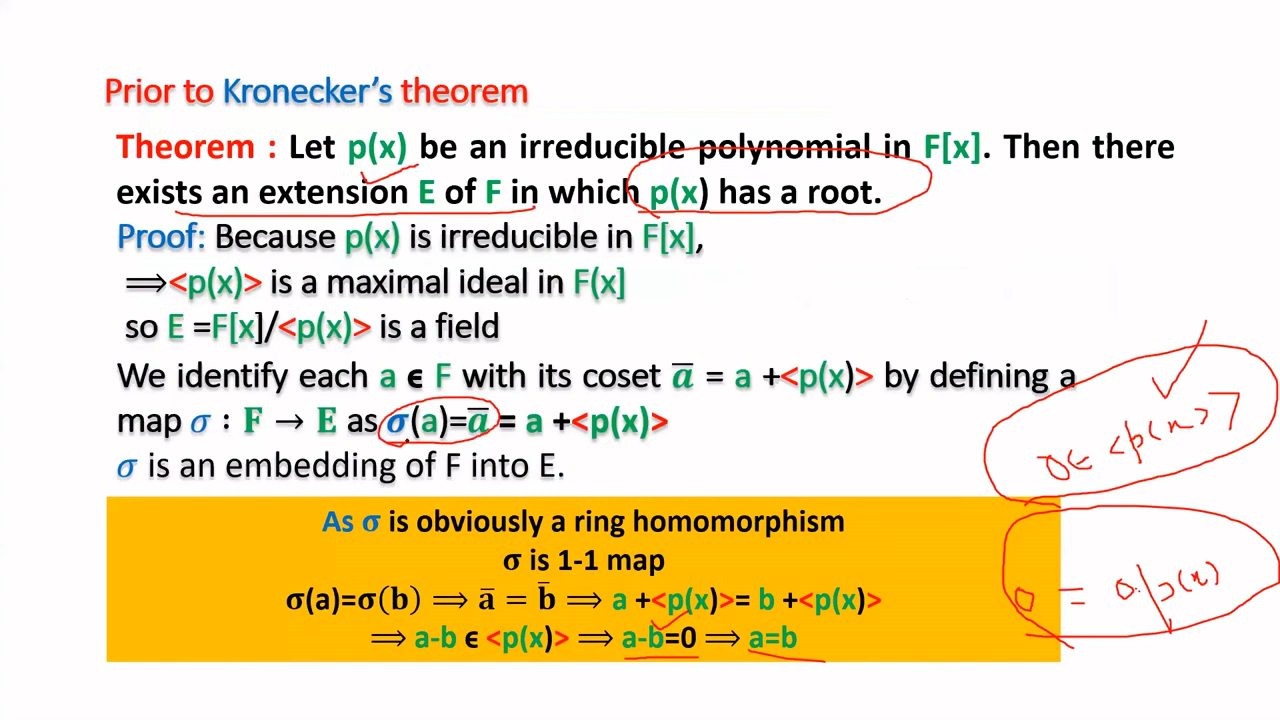 Prior to Kronecker's theorem
Theorem : Let p(x) be an irreducible polynomial in F[x]. Then there
exists an extension E of F in which p(x) has a root.
Proof: Because p(x) is irreducible in F[x],
⟹<p(x)> is a maximal ideal in F(x]
so E =F[x]/<p(x)> is a field
We identify each a ϵ F with its coset a̅ = a +<p(x)> by defining a
map σ : F → E as σ(a)=a̅ = a +<p(x)>
σ is an embedding of F into E.
0 ∈ <p(x)>
As σ is obviously a ring homomorphism
σ is 1-1 map
σ(a)=σ(b) ⟹ a̅ = b̅ ⟹ a +<p(x)>= b +<p(x)>
0 = 0 p(x)
⟹ a-b ϵ <p(x)> ⟹ a-b=0 ⟹ a=b